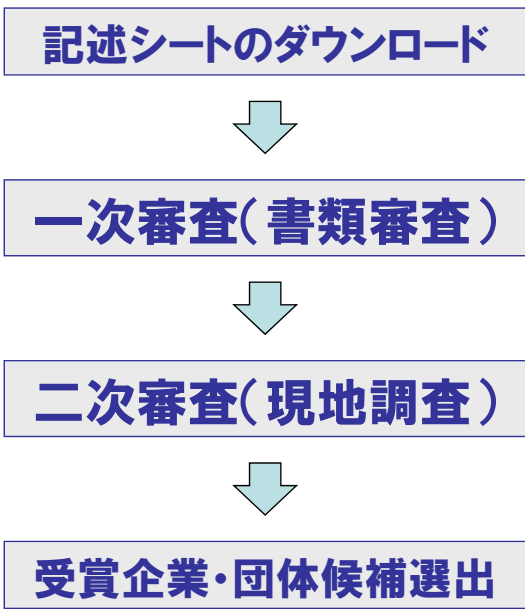 記述シートのダウンロード
一次審査(書類審査)
二次審査(現地調査)
受賞企業・団体候補選出